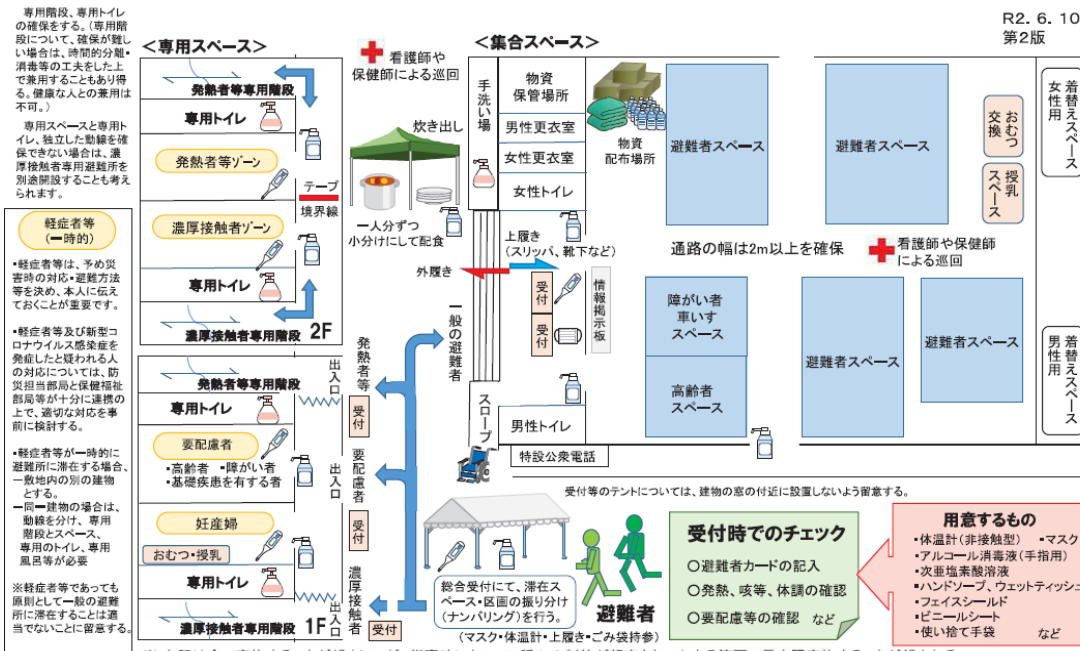 R2. 6. 10
第2版
専用階段、専用トイレ
の確保をする。(専用階
段について、確保が難し
い場合は、時間的分離・
消毒等の工夫をした上
で兼用することもあり得
る。健康な人との兼用は
不可。)
専用スペースと専用ト
イレ、独立した動線を確
保できない場合は、濃
厚接触者専用避難所を
別途開設することも考え
られます。
軽症者等
(一時的)
・軽症者等は、予め災
害時の対応・避難方法
等を決め、本人に伝え
ておくことが重要です。
・軽症者等及び新型コ
ロナウイルス感染症を
発症したと疑われる人
の対応については、防
災担当部局と保健福祉
部局等が十分に連携の
上で、適切な対応を事
前に検討する。
・軽症者等が一時的に
避難所に滞在する場合、
一敷地内の別の建物
とする。
一同一建物の場合は、
動線を分け、専用
階段とスペース、
専用のトイレ、専用
風呂等が必要
※軽症者等であっても
原則として一般の避難
所に滞在することは適
当でないことに留意する。
<専用スペース>
発熱者等専用階段
専用トイレ
発熱者等ゾーン
濃厚接触者ゾーン
専用トイレ
濃厚接触者専用階段
2F
テープ
境界線
発熱者等専用階段
専用トイレ
要配慮者
・高齢者 ・障がい者
・基礎疾患を有する者
妊産婦
おむつ・授乳
専用トイレ
濃厚接触者専用階段
1F
出入口
出入口
出入口
発熱者等
受付
要配慮者
受付
濃厚接触者
受付
看護師や
保健師による巡回
炊き出し
一人分ずつ
小分けにして配食
<集合スペース>
手洗い場
物資
保管場所
男性更衣室
女性更衣室
女性トイレ
物資
配布場所
上履き
(スリッパ、靴下など)
外履き
一般の避難者
受付
受付
情報掲示板
スロープ
男性トイレ
特設公衆電話
避難者スペース
避難者スペース
おむつ
交換
授乳
スペース
着替えスペース
女性用
通路の幅は2m以上を確保
看護師や保健師
による巡回
障がい者
車いす
スペース
高齢者
スペース
避難者スペース
避難者スペース
着替えスペース
男性用
受付等のテントについては、建物の窓の付近に設置しないよう留意する。
総合受付にて、滞在ス
ペース・区画の振り分け
(ナンバリング)を行う。
避難者
(マスク・体温計・上履き・ごみ袋持参)
受付時でのチェック
○避難者カードの記入
○発熱、咳等、体調の確認
○要配慮等の確認 など
用意するもの
・体温計(非接触型) ・マスク
・アルコール消毒液(手指用)
・次亜塩素酸溶液
・ハンドソープ、ウェットティッシュ
・フェイスシールド
・ビニールシート
・使い捨て手袋 など